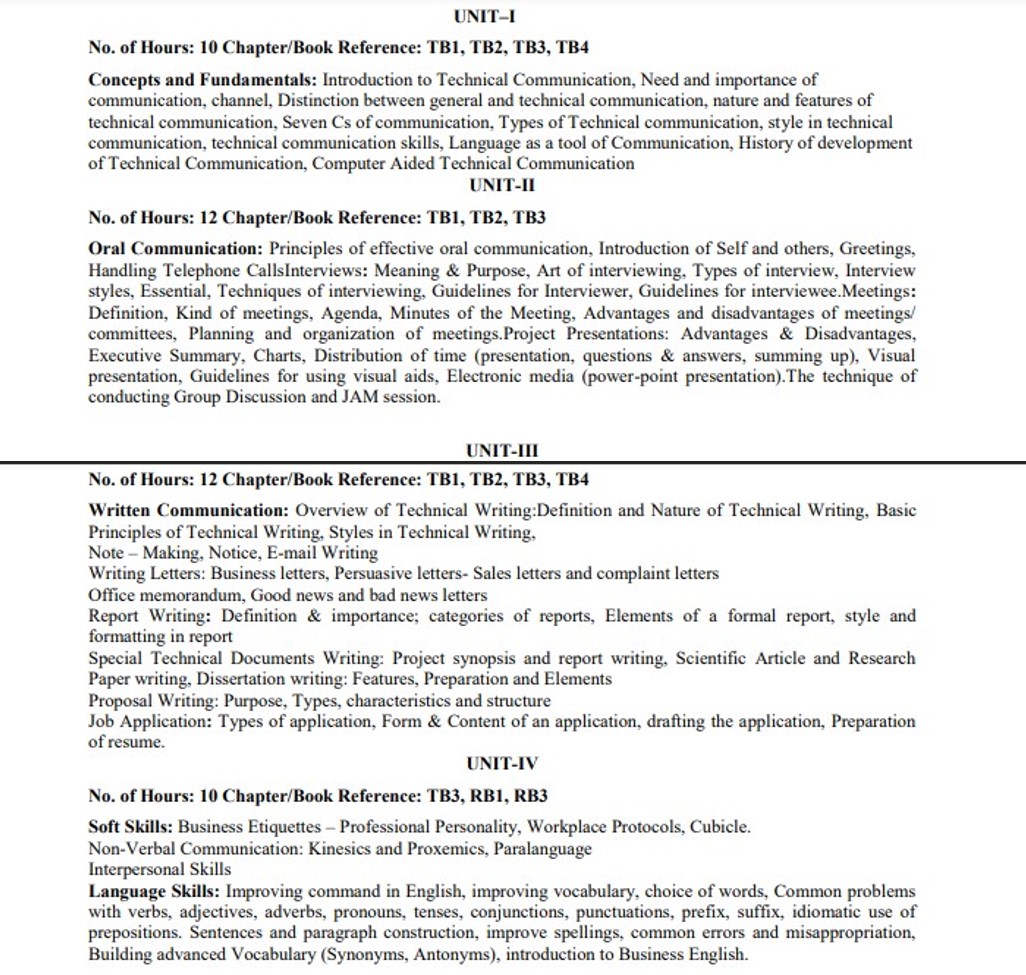 UNIT–I
No. of Hours: 10 Chapter/Book Reference: TB1, TB2, TB3, TB4
Concepts and Fundamentals: Introduction to Technical Communication, Need and importance of
communication, channel, Distinction between general and technical communication, nature and features of
technical communication, Seven Cs of communication, Types of Technical communication, style in technical
communication, technical communication skills, Language as a tool of Communication, History of development
of Technical Communication, Computer Aided Technical Communication
UNIT-II
No. of Hours: 12 Chapter/Book Reference: TB1, TB2, TB3
Oral Communication: Principles of effective oral communication, Introduction of Self and others, Greetings,
Handling Telephone CallsInterviews: Meaning & Purpose, Art of interviewing, Types of interview, Interview
styles, Essential, Techniques of interviewing, Guidelines for Interviewer, Guidelines for interviewee.Meetings:
Definition, Kind of meetings, Agenda, Minutes of the Meeting, Advantages and disadvantages of meetings/
committees, Planning and organization of meetings.Project Presentations: Advantages & Disadvantages,
Executive Summary, Charts, Distribution of time (presentation, questions & answers, summing up), Visual
presentation, Guidelines for using visual aids, Electronic media (power-point presentation).The technique of
conducting Group Discussion and JAM session.
UNIT-III
No. of Hours: 12 Chapter/Book Reference: TB1, TB2, TB3, TB4
Written Communication: Overview of Technical Writing:Definition and Nature of Technical Writing, Basic
Principles of Technical Writing, Styles in Technical Writing,
Note – Making, Notice, E-mail Writing
Writing Letters: Business letters, Persuasive letters- Sales letters and complaint letters
Office memorandum, Good news and bad news letters
Report Writing: Definition & importance; categories of reports, Elements of a formal report, style and
formatting in report
Special Technical Documents Writing: Project synopsis and report writing, Scientific Article and Research
Paper writing, Dissertation writing: Features, Preparation and Elements
Proposal Writing: Purpose, Types, characteristics and structure
Job Application: Types of application, Form & Content of an application, drafting the application, Preparation
of resume.
UNIT-IV
No. of Hours: 10 Chapter/Book Reference: TB3, RB1, RB3
Soft Skills: Business Etiquettes – Professional Personality, Workplace Protocols, Cubicle.
Non-Verbal Communication: Kinesics and Proxemics, Paralanguage
Interpersonal Skills
Language Skills: Improving command in English, improving vocabulary, choice of words, Common problems
with verbs, adjectives, adverbs, pronouns, tenses, conjunctions, punctuations, prefix, suffix, idiomatic use of
prepositions. Sentences and paragraph construction, improve spellings, common errors and misappropriation,
Building advanced Vocabulary (Synonyms, Antonyms), introduction to Business English.